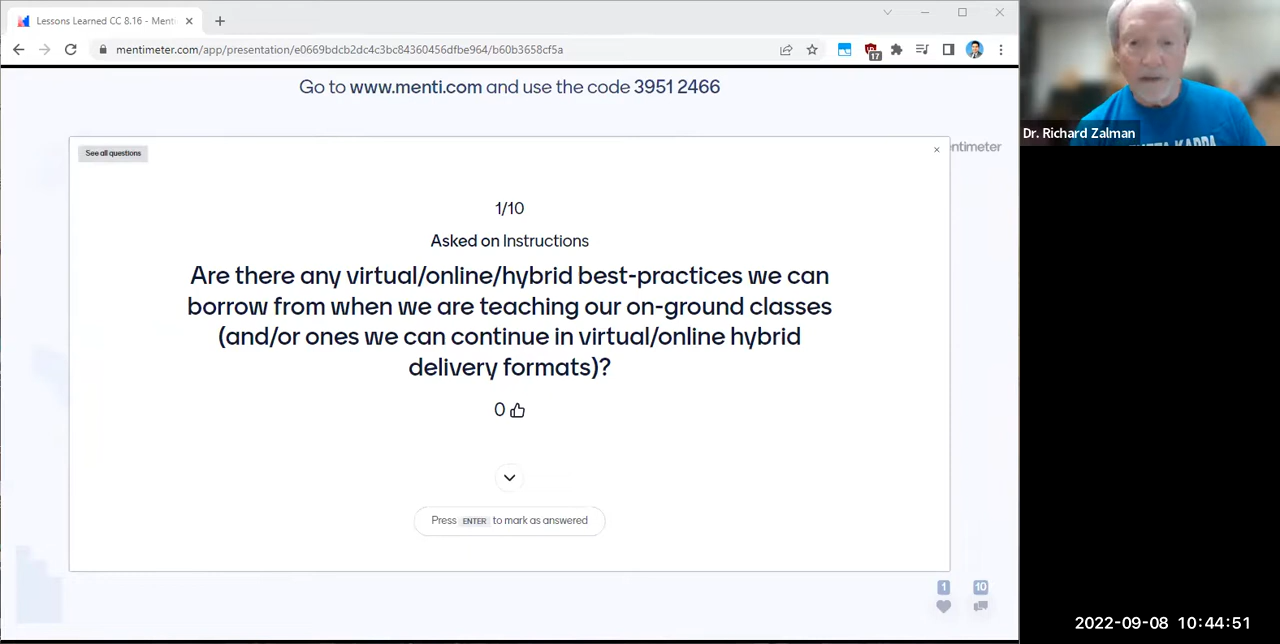 Lessons Learned CC 8.16 - Menti
mentimeter.com/app/presentation/e0669bdcb2dc4c3bc84360456dfbe964/b60b3658cf5a
17
Go to www.menti.com and use the code 3951 2466
See all questions
ntimeter
1/10
Asked on Instructions
Are there any virtual/online/hybrid best-practices we can
borrow from when we are teaching our on-ground classes
(and/or ones we can continue in virtual/online hybrid
delivery formats)?
0
Press ENTER to mark as answered
1 10
Dr. Richard Zalman
KAPPA
2022-09-08 10:44:51